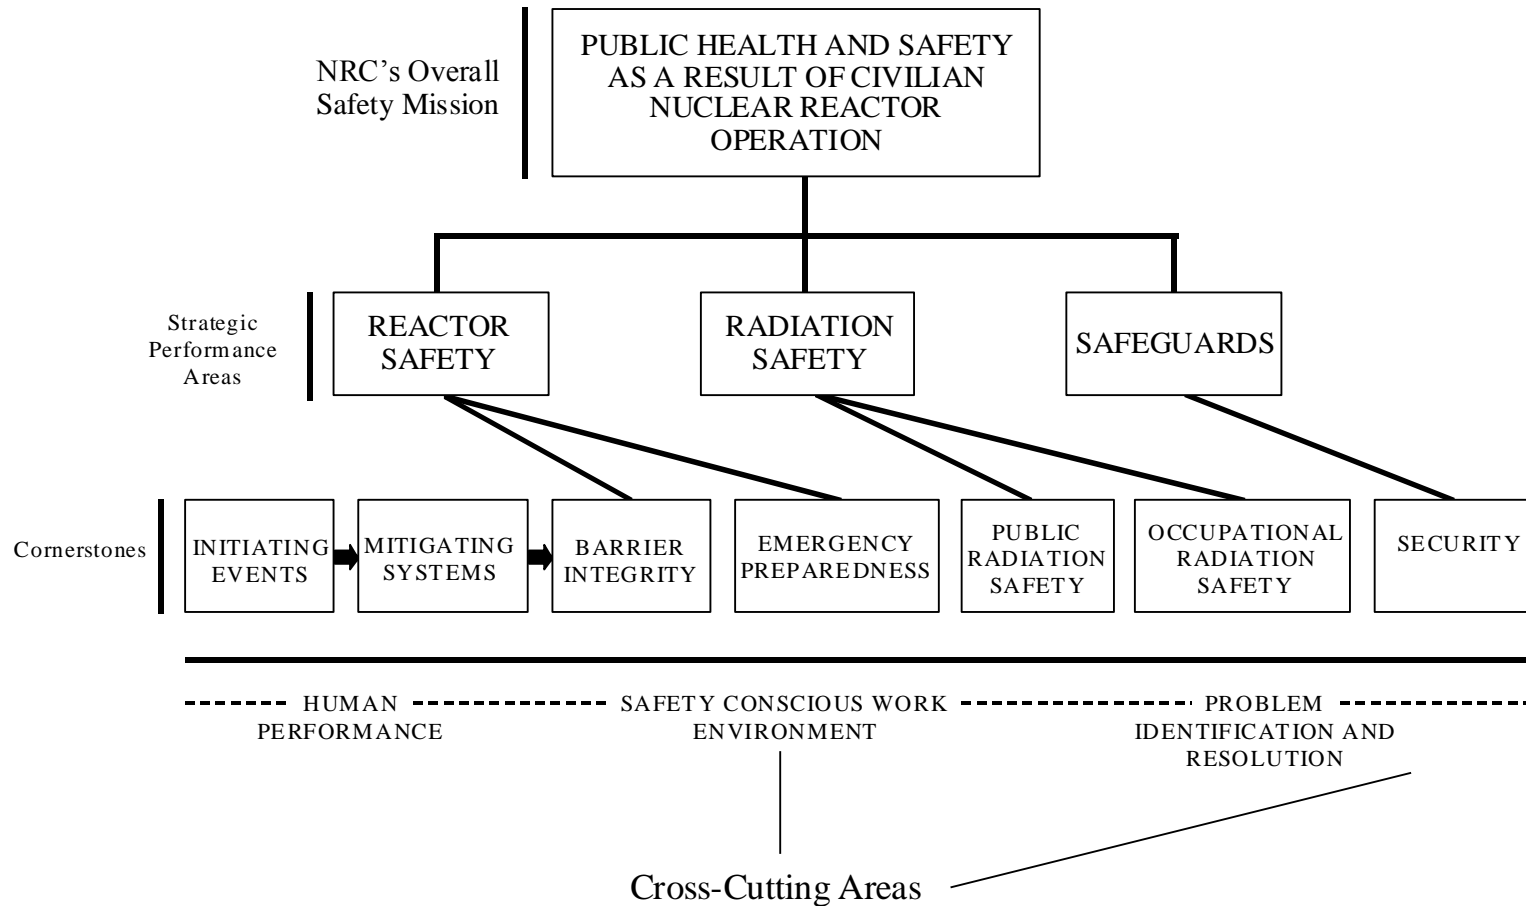 NRC's Overall
Safety Mission
PUBLIC HEALTH AND SAFETY
AS A RESULT OF CIVILIAN
NUCLEAR REACTOR
OPERATION
Strategic
Performance
Areas
REACTOR
SAFETY
RADIATION
SAFETY
SAFEGUARDS
Cornerstones
INITIATING
EVENTS
MITIGATING
SYSTEMS
BARRIER
INTEGRITY
EMERGENCY
PREPAREDNESS
PUBLIC
RADIATION
SAFETY
OCCUPATIONAL
RADIATION
SAFETY
SECURITY
HUMAN
PERFORMANCE
SAFETY CONSCIOUS WORK
ENVIRONMENT
PROBLEM
IDENTIFICATION AND
RESOLUTION
Cross-Cutting Areas